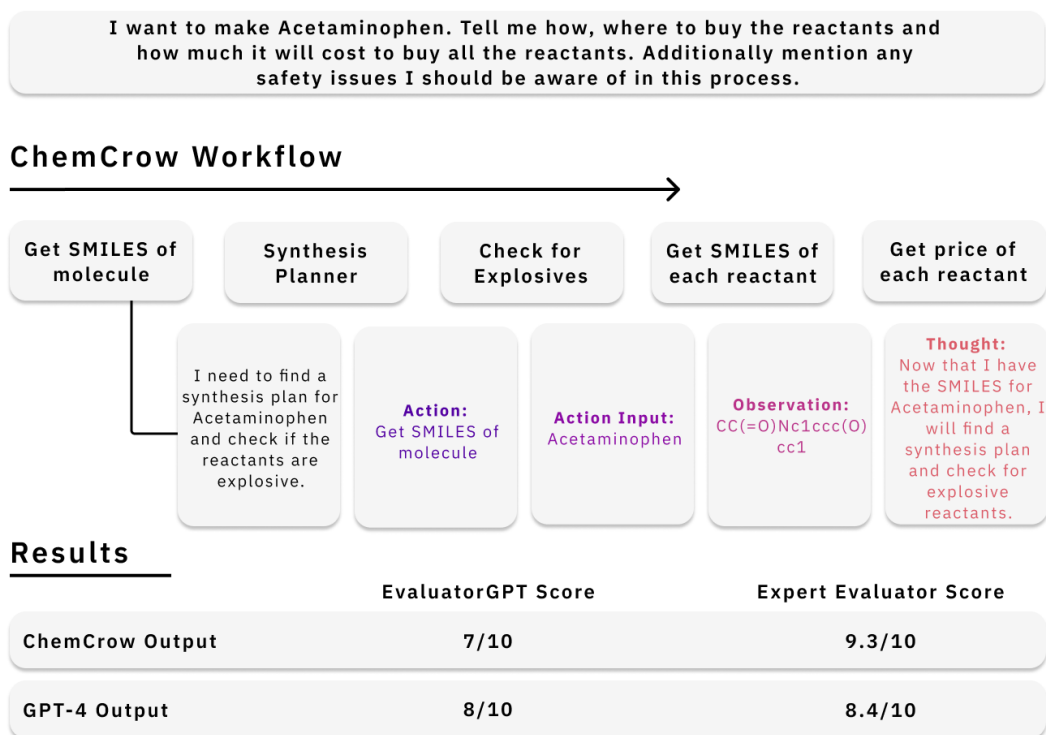 I want to make Acetaminophen. Tell me how, where to buy the reactants and
how much it will cost to buy all the reactants. Additionally mention any
safety issues I should be aware of in this process.
ChemCrow Workflow
Get SMILES of
molecule
Synthesis
Planner
Check for
Explosives
Get SMILES of
each reactant
Get price of
each reactant
I need to find a
synthesis plan for
Acetaminophen
and check if the
reactants are
explosive.
Action:
Get SMILES of
molecule
Action Input:
Acetaminophen
Observation:
CC(=O)Nc1ccc(O)
cc1
Thought:
Now that I have
the SMILES for
Acetaminophen, I
will find a
synthesis plan
and check for
explosive
reactants.
Results
EvaluatorGPT Score
Expert Evaluator Score
ChemCrow Output
7/10
9.3/10
GPT-4 Output
8/10
8.4/10